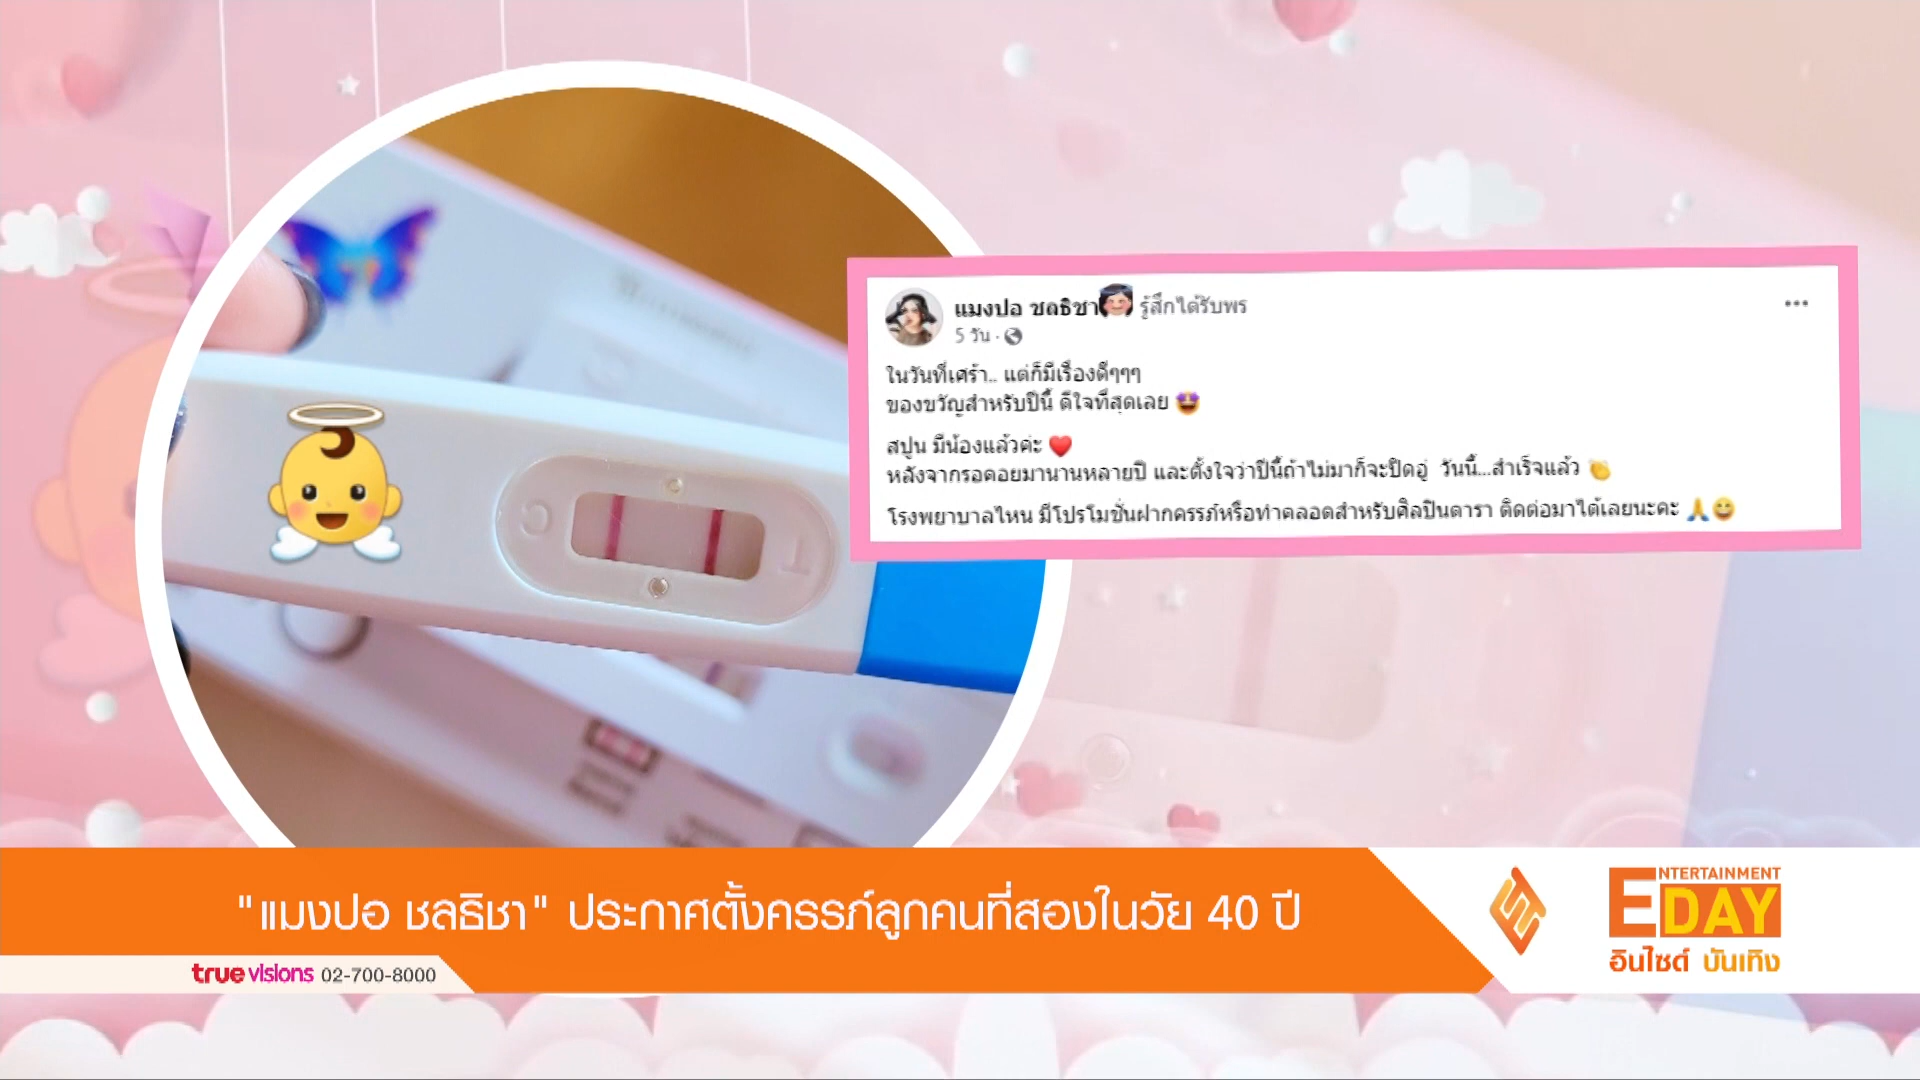 แมงปอ ชลธิชา รู้สึกได้รับพร
5 วัน
ในวันที่เศร้า.. แต่ก็มีเรื่องดีๆๆๆ
ของขวัญสำหรับปีนี้ ดีใจที่สุดเลย 🤩
สปูน มีน้องแล้วค่ะ ❤️
หลังจากรอคอยมานานหลายปี และตั้งใจว่าปีนี้ถ้าไม่มาก็จะปิดอู่ วันนี้...สำเร็จแล้ว 👏
โรงพยาบาลไหน มีโปรโมชั่นฝากครรภ์หรือทำคลอดสำหรับศิลปินดารา ติดต่อมาได้เลยนะคะ 🙏😄
C T
"แมงปอ ชลธิชา" ประกาศตั้งครรภ์ลูกคนที่สองในวัย 40 ปี
truevisions 02-700-8000
ENTERTAINMENT
DAY
อินไซด์ บันเทิง